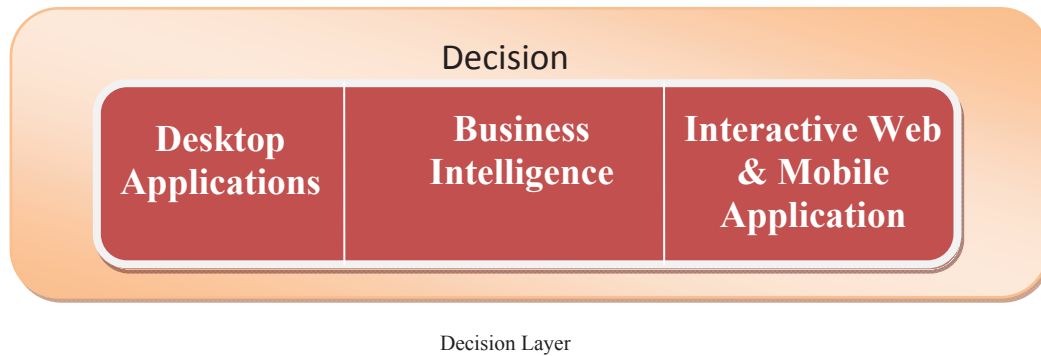 Decision
Desktop
Applications
Business
Intelligence
Interactive Web
& Mobile
Application
Decision Layer